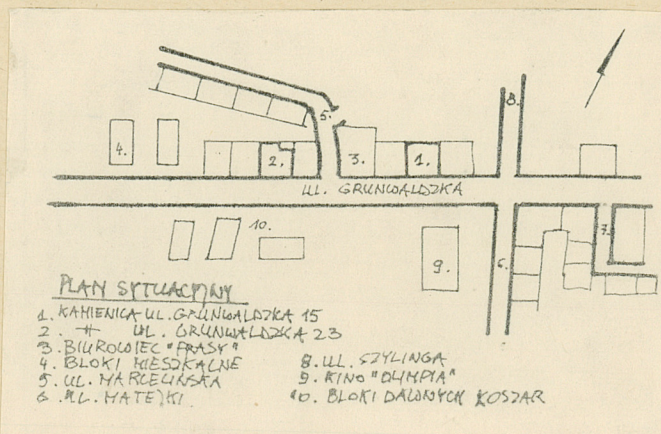 8.
5.
4.
2.
3.
1.
UL. GRUNWALDZKA
10.
7.
6.
9.
PLAN SYTUACYJNY
1. KAMIENICA UL. GRUNWALDZKA 15
2. -"- UL. GRUNWALDZKA 23
3. BIUROWIEC "PRASY"
4. BLOKI MIESZKALNE
5. UL. MARCELIŃSKA
6. UL. MATEJKI
8. UL. SZYLINGA
9. KINO "OLIMPIA"
10. BLOKI DAWNYCH KOSZAR